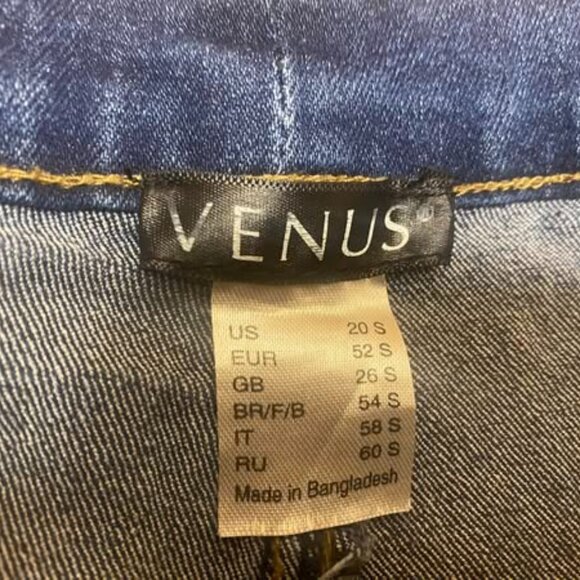 VENUS®
US 20 S
EUR 52 S
GB 26 S
BR/F/B 54 S
IT 58 S
RU 60 S
Made in Bangladesh